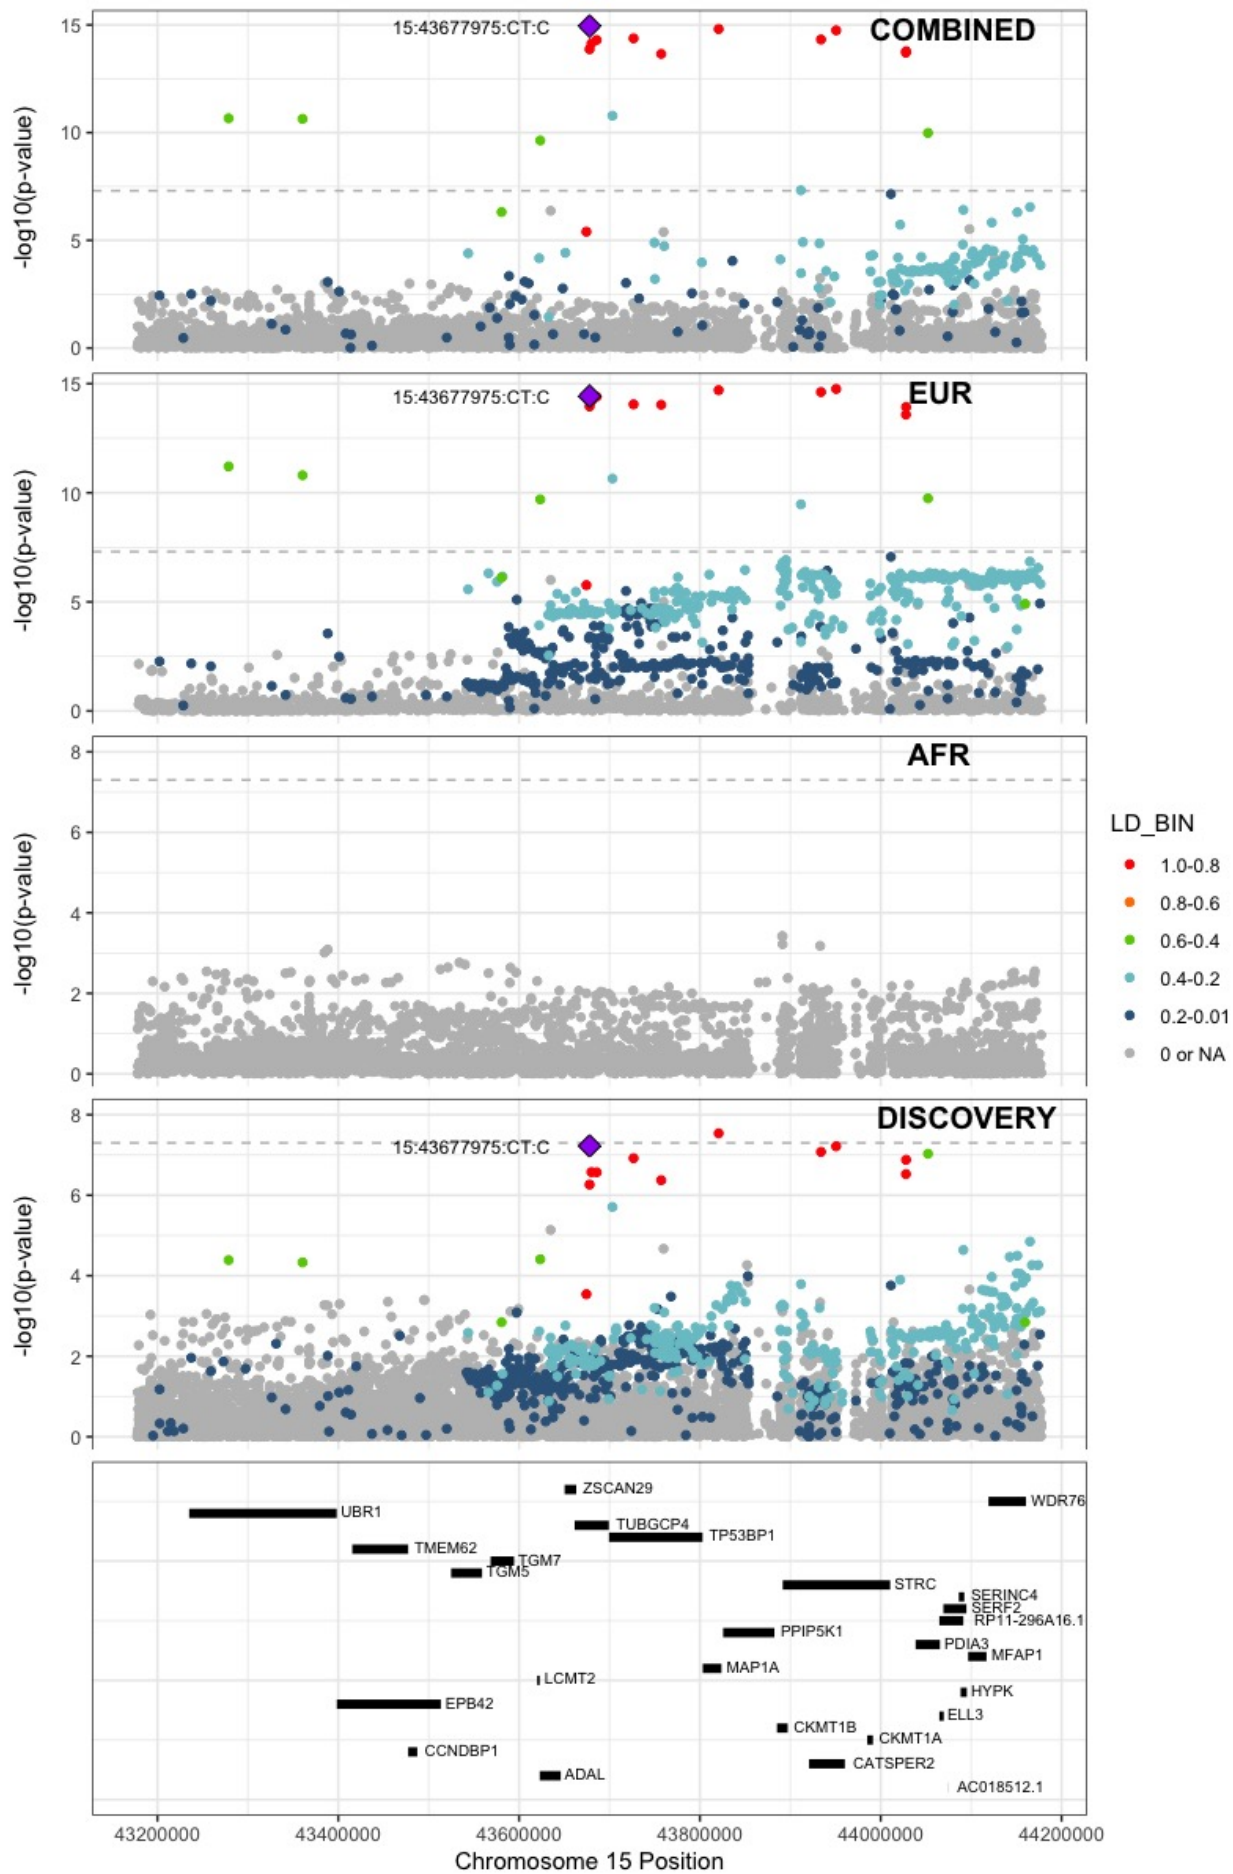 COMBINED
15:43677975:CT:C
15
10
5
0
-log10(p-value)
EUR
15:43677975:CT:C
15
10
5
0
-log10(p-value)
AFR
8
6
4
2
0
-log10(p-value)
LD_BIN
1.0-0.8
0.8-0.6
0.6-0.4
0.4-0.2
0.2-0.01
0 or NA
DISCOVERY
15:43677975:CT:C
8
6
4
2
0
-log10(p-value)
ZSCAN29
WDR76
UBR1
TUBGCP4
TP53BP1
TMEM62
TGM7
TGM5
STRC
SERINC4
SERF2
RP11-296A16.1
PPIP5K1
PDIA3
MFAP1
MAP1A
LCMT2
HYPK
EPB42
ELL3
CKMT1B
CKMT1A
CCNDBP1
CATSPER2
ADAL
AC018512.1
43200000 43400000 43600000 43800000 44000000 44200000
Chromosome 15 Position